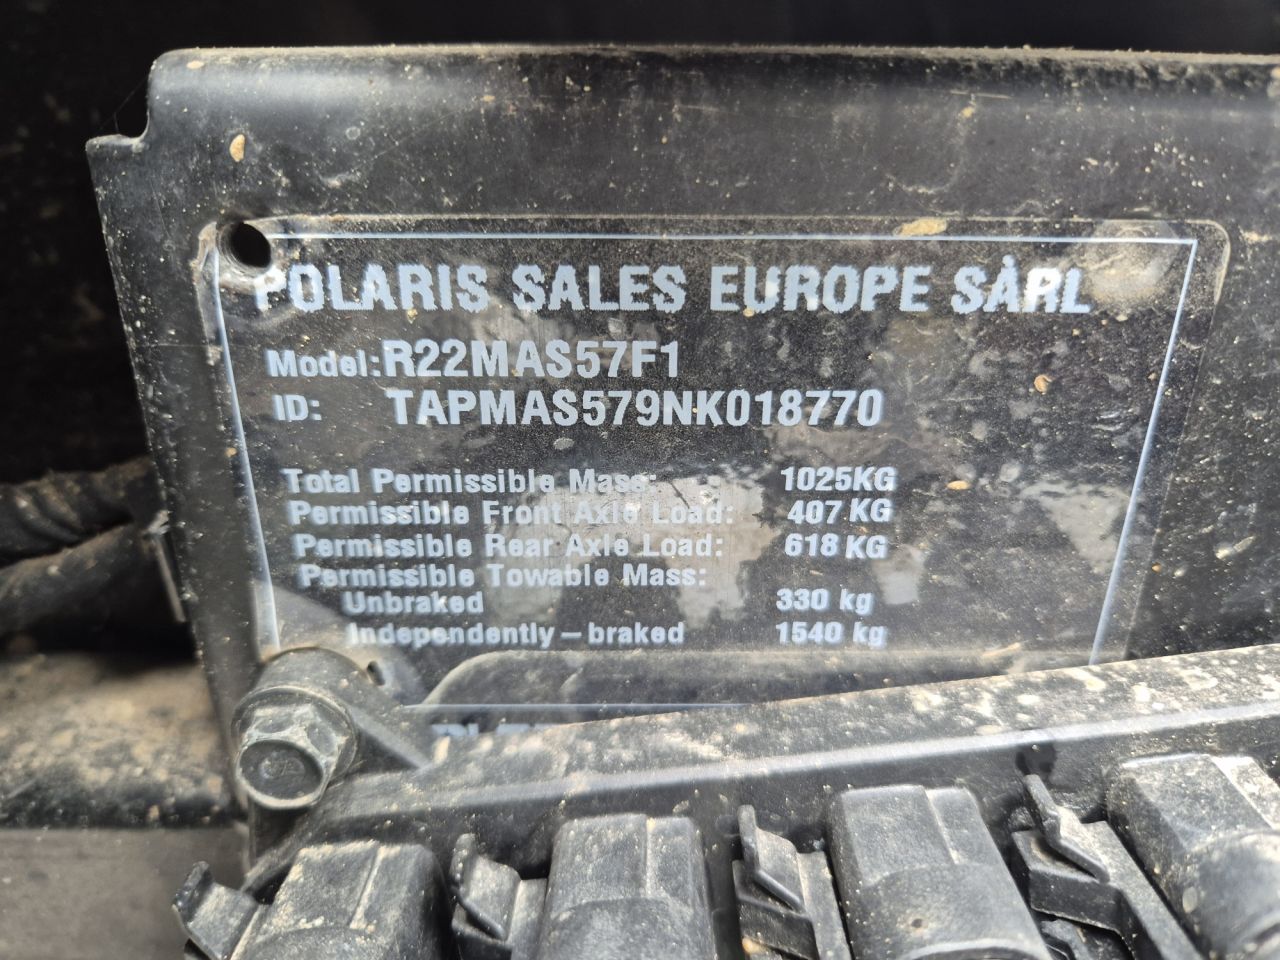 POLARIS SALES EUROPE SÀRL
Model: R22MAS57F1
ID: TAPMAS579NK018770
Total Permissible Mass: 1025KG
Permissible Front Axle Load: 407 KG
Permissible Rear Axle Load: 618 KG
Permissible Towable Mass:
Unbraked 330 kg
Independently-braked 1540 kg